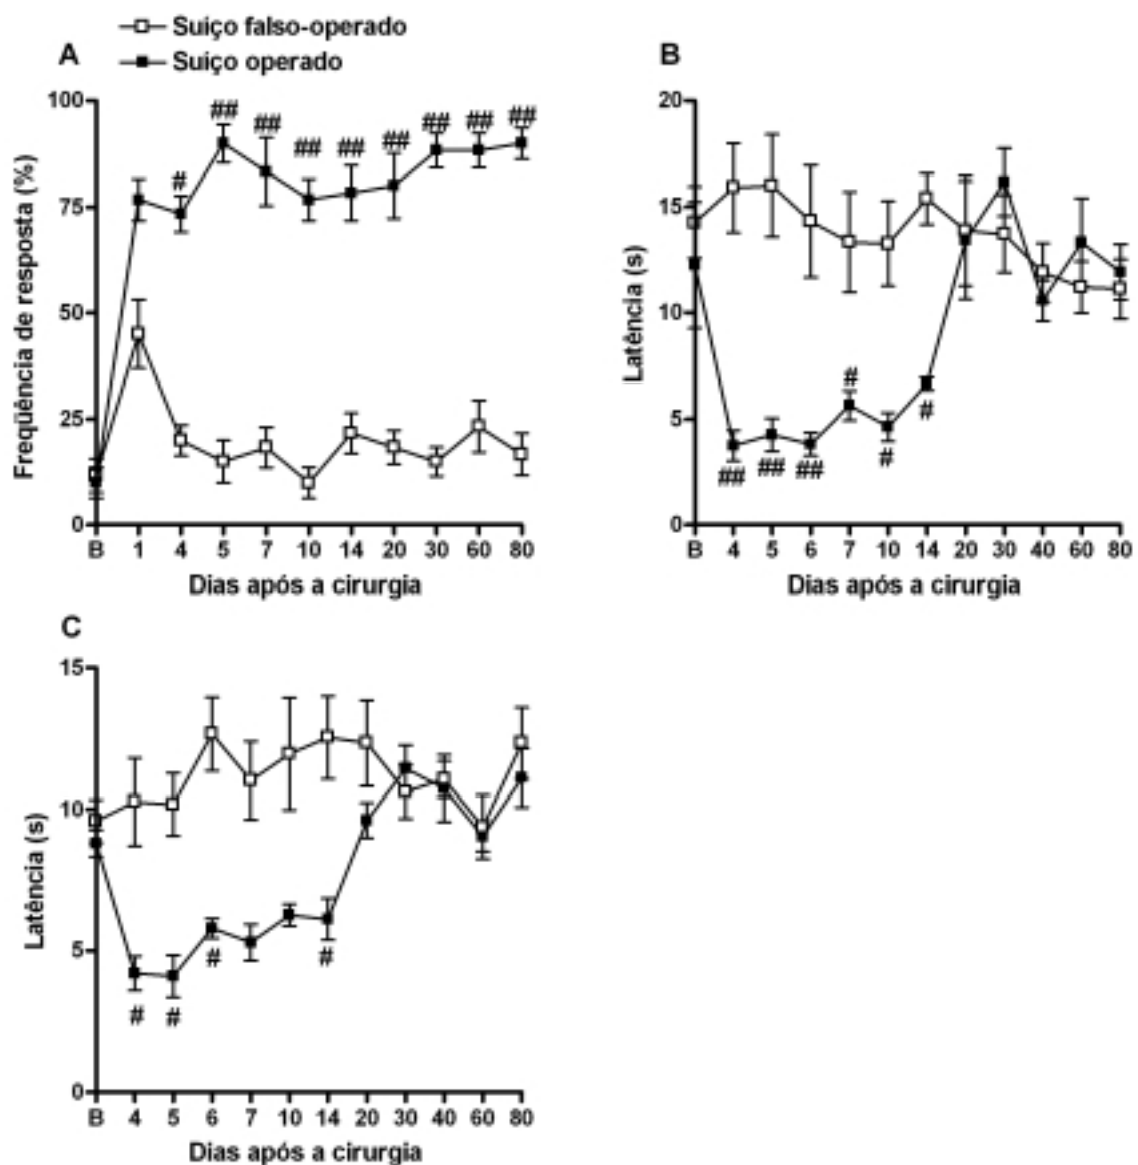 Suiço falso-operado
Suiço operado
A
100
75
50
25
0
Freqüência de resposta (%)
#
##
##
##
##
##
##
##
##
B 1 4 5 7 10 14 20 30 60 80
Dias após a cirurgia
B
20
15
10
5
0
Latência (s)
##
##
##
#
#
#
B 4 5 6 7 10 14 20 30 40 60 80
Dias após a cirurgia
C
15
10
5
0
Latência (s)
#
#
#
#
B 4 5 6 7 10 14 20 30 40 60 80
Dias após a cirurgia